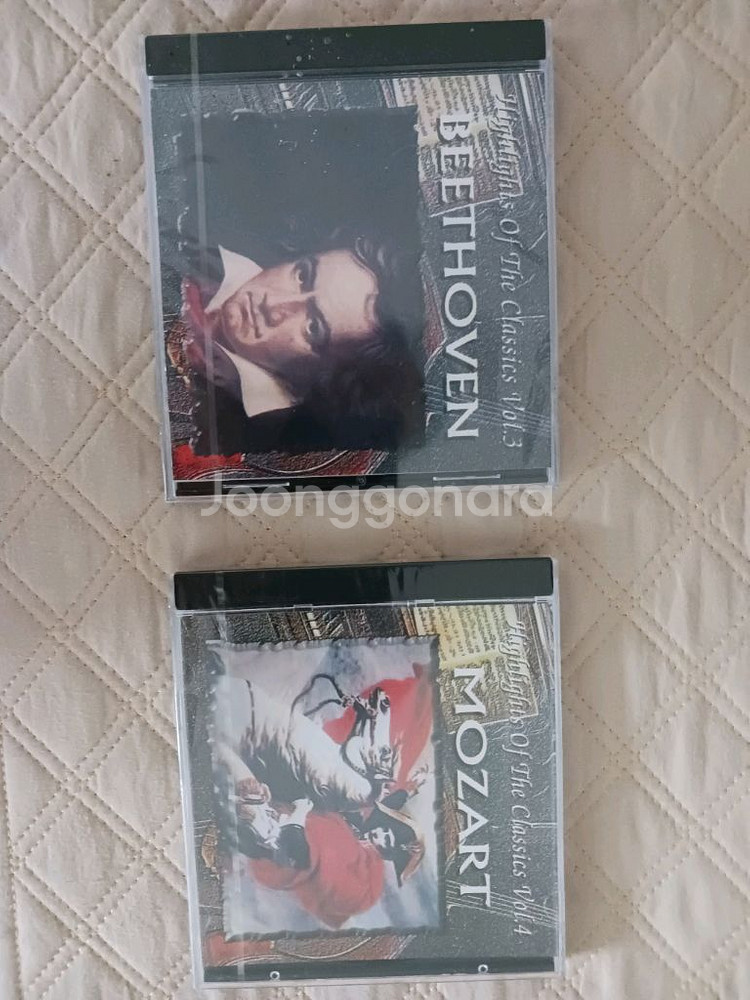 Highlights Of The Classics Vol.3
BEETHOVEN
Joonggonara
Highlights Of The Classics Vol.4
MOZART